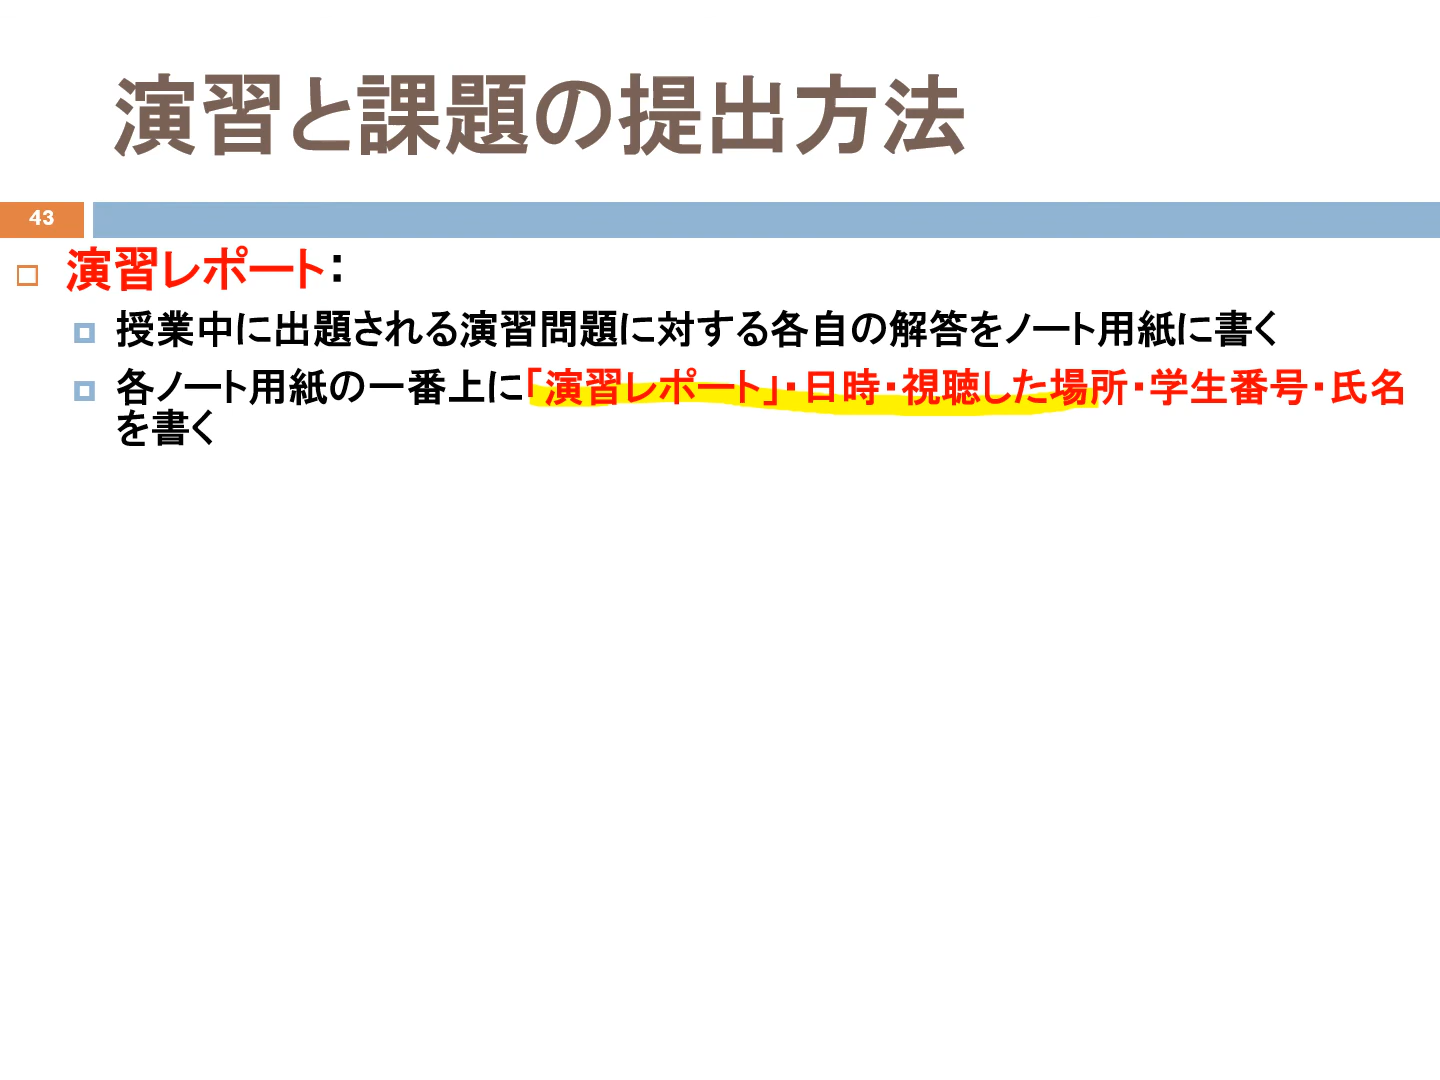 演習と課題の提出方法
43
演習レポート：
授業中に出題される演習問題に対する各自の解答をノート用紙に書く
各ノート用紙の一番上に「演習レポート」・日時・視聴した場所・学生番号・氏名
を書く